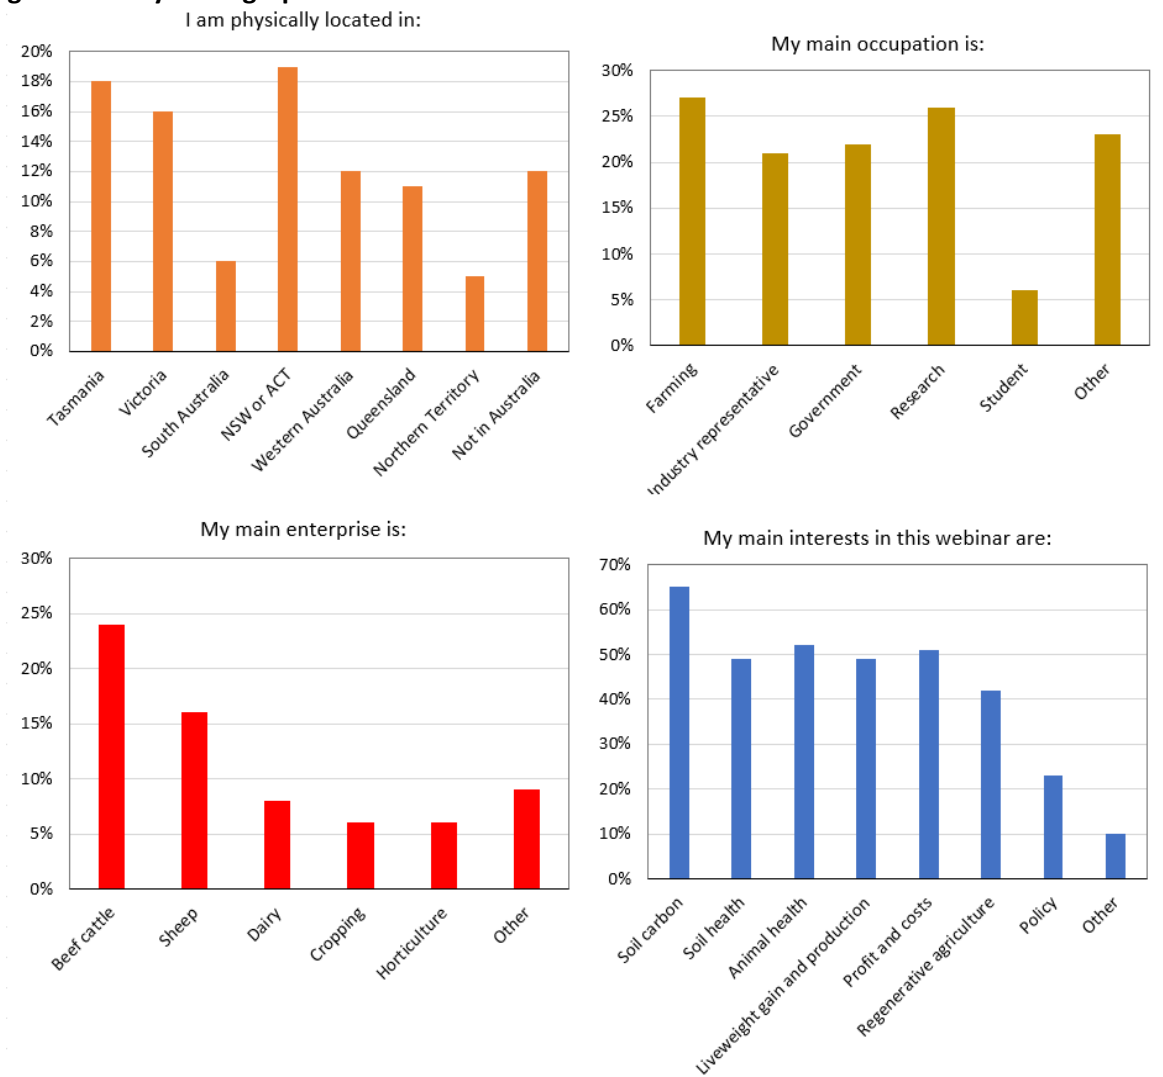 I am physically located in:
20%
18%
16%
14%
12%
10%
8%
6%
4%
2%
0%
Tasmania
Victoria
South Australia
NSW or ACT
Western Australia
Queensland
Northern Territory
Not in Australia
My main occupation is:
30%
25%
20%
15%
10%
5%
0%
Farming
Industry representative
Government
Research
Student
Other
My main enterprise is:
30%
25%
20%
15%
10%
5%
0%
Beef cattle
Sheep
Dairy
Cropping
Horticulture
Other
My main interests in this webinar are:
70%
60%
50%
40%
30%
20%
10%
0%
Soil carbon
Soil health
Animal health
Liveweight gain and production
Profit and costs
Regenerative agriculture
Policy
Other